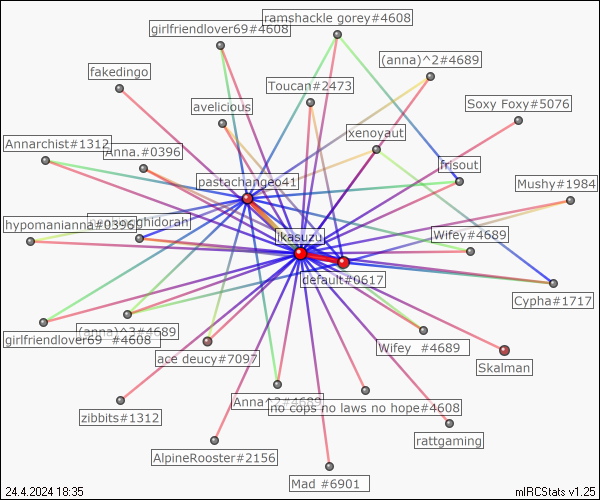 ramshackle gorey#4608
girlfriendlover69#4608
(anna)^2#4689
fakedingo
Toucan#2473
avelicious
Soxy Foxy#5076
xenoyaut
Annarchist#1312
Anna.#0396
frisout
pastachangeo41
Mushy#1984
hypomanianna#0396
ghidorah
Wifey#4689
ikasuzu
default#0617
Cypha#1717
(anna)^3#4689
girlfriendlover69 #4608
Wifey #4689
ace deucy#7097
Skalman
Anna^2#4689
no cops no laws no hope#4608
zibbits#1312
rattgaming
AlpineRooster#2156
Mad #6901
24.4.2024 18:35
mIRCStats v1.25